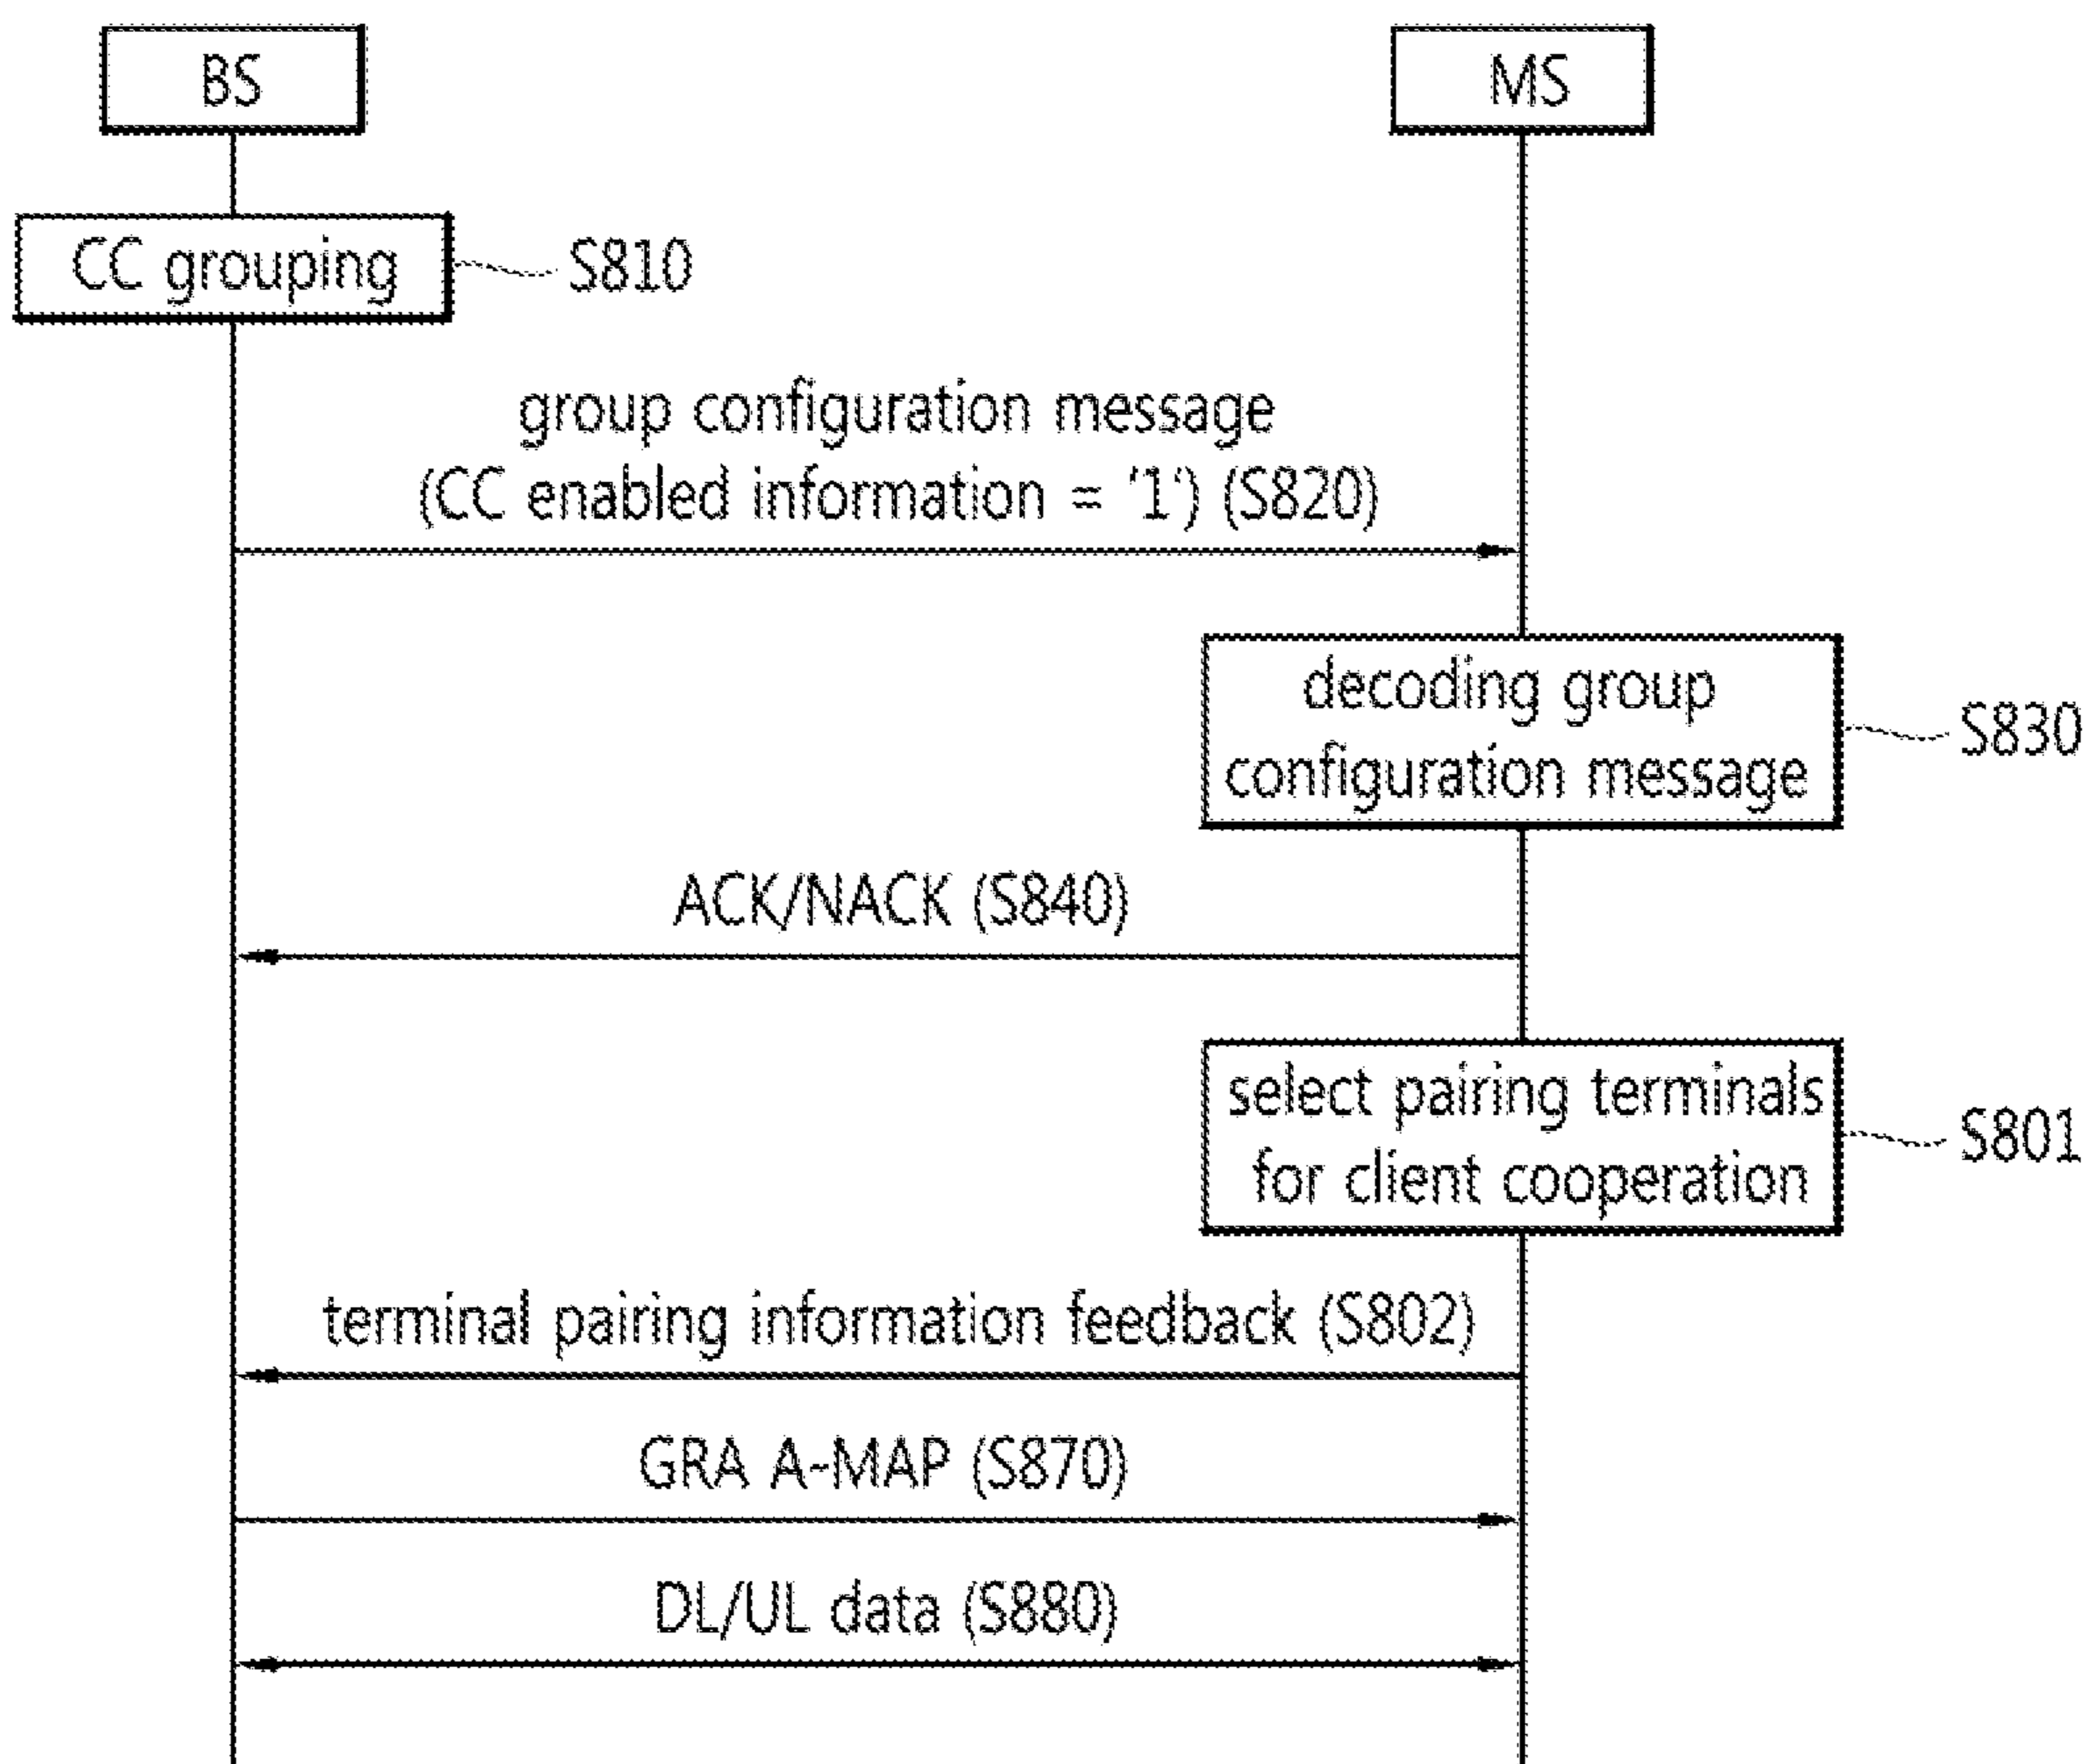 BS
MS
CC grouping
S810
group configuration message
(CC enabled information = '1') (S820)
decoding group
configuration message
S830
ACK/NACK (S840)
select pairing terminals
for client cooperation
S801
terminal pairing information feedback (S802)
GRA A-MAP (S870)
DL/UL data (S880)